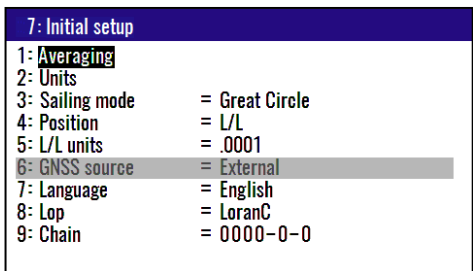 7: Initial setup
1: Averaging
2: Units
3: Sailing mode = Great Circle
4: Position = L/L
5: L/L units = .0001
6: GNSS source = External
7: Language = English
8: Lop = LoranC
9: Chain = 0000-0-0